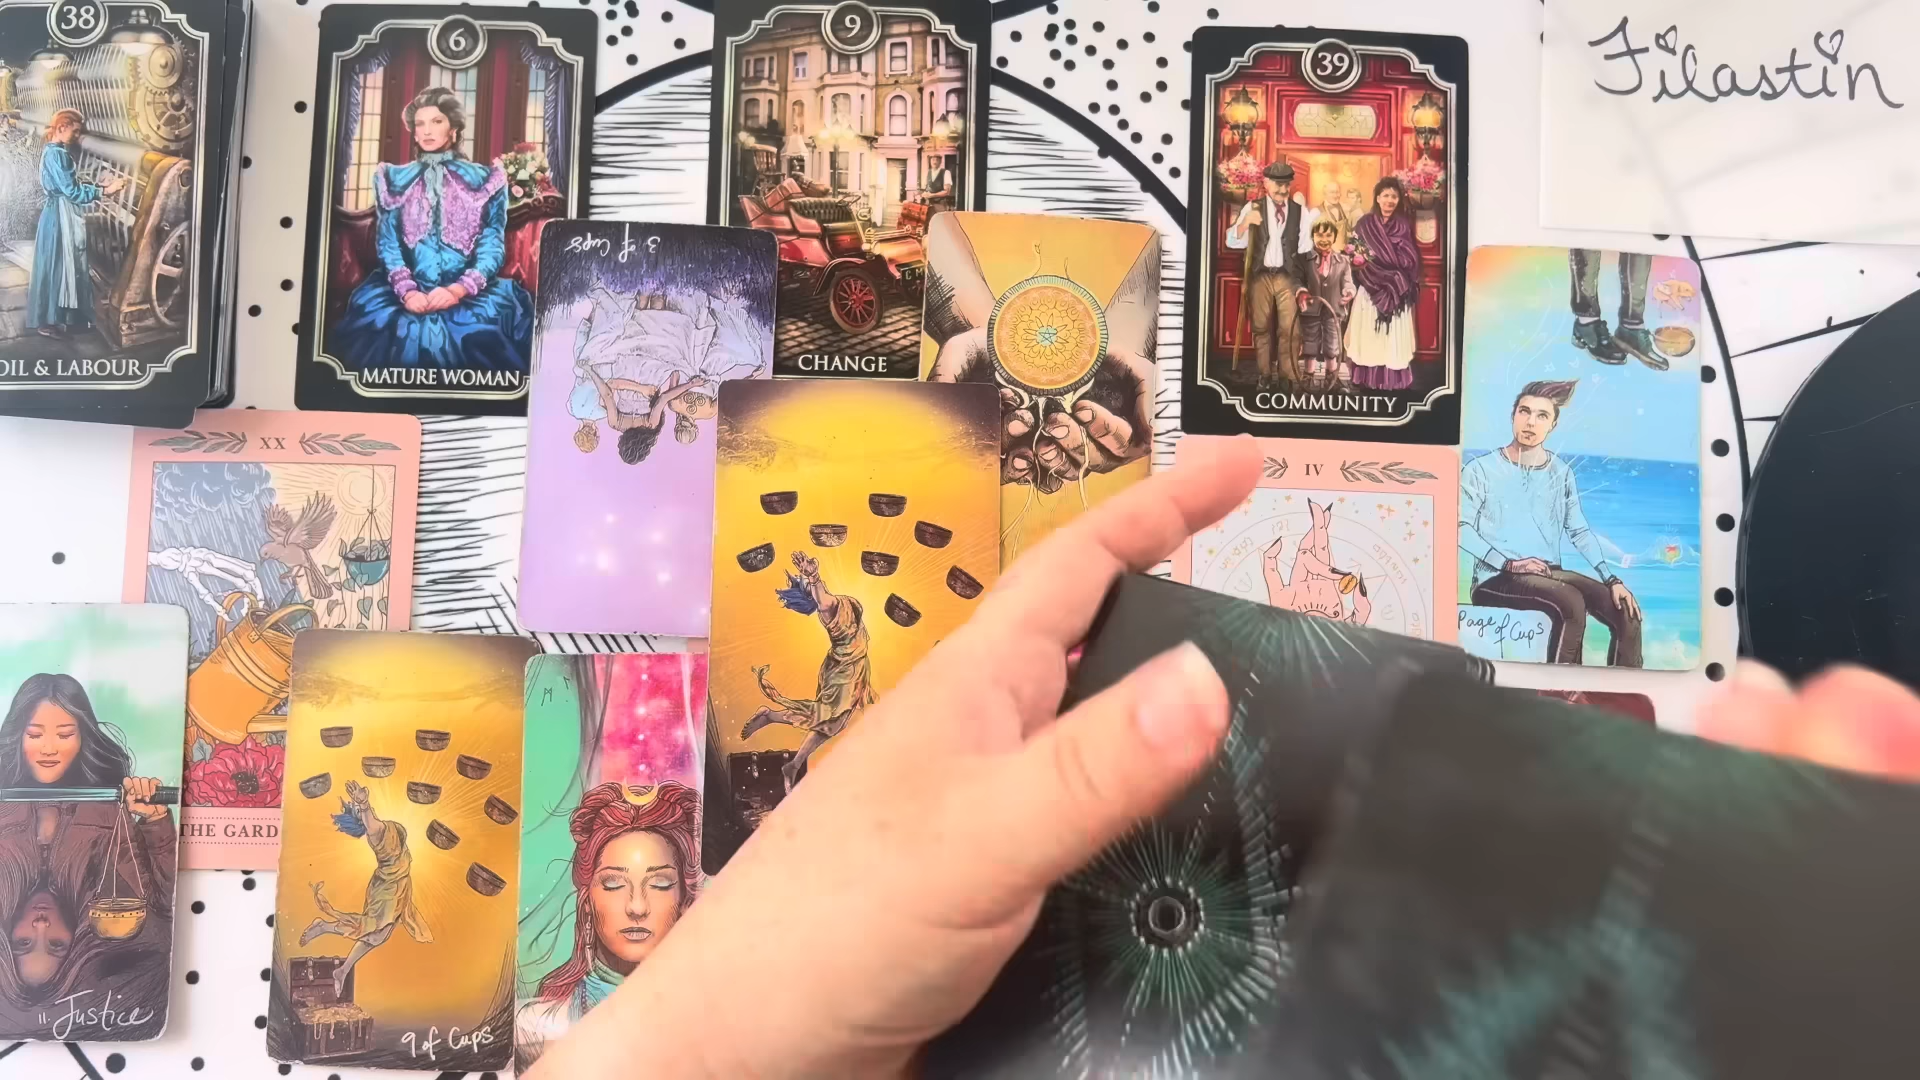 38
OIL & LABOUR
6
MATURE WOMAN
9
CHANGE
39
COMMUNITY
Filastin
3 of Cups
XX
THE GARD
IV
Page of Cups
11. Justice
9 of Cups